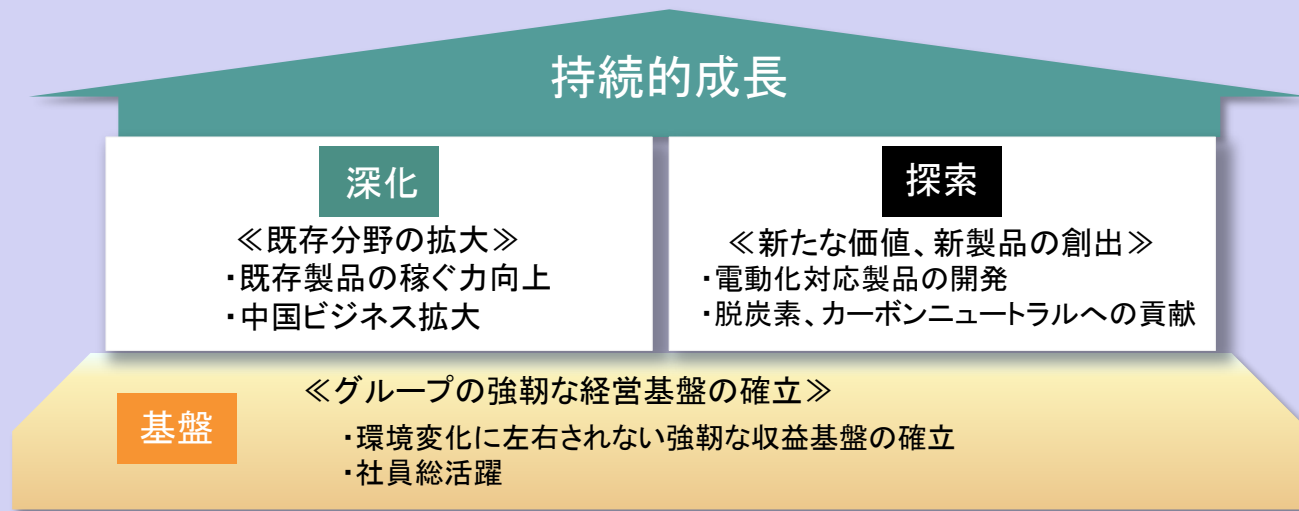 持続的成長
深化
≪既存分野の拡大≫
・既存製品の稼ぐ力向上
・中国ビジネス拡大
探索
≪新たな価値、新製品の創出≫
・電動化対応製品の開発
・脱炭素、カーボンニュートラルへの貢献
基盤
≪グループの強靭な経営基盤の確立≫
・環境変化に左右されない強靭な収益基盤の確立
・社員総活躍